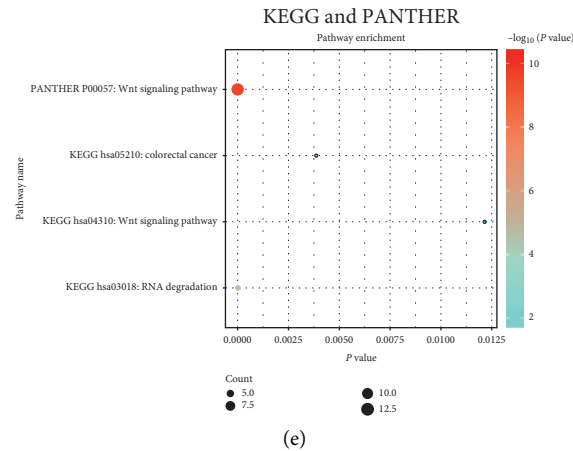 KEGG and PANTHER
Pathway enrichment
–log10 (P value)
10
8
6
4
2
Pathway name
PANTHER P00057: Wnt signaling pathway
KEGG hsa05210: colorectal cancer
KEGG hsa04310: Wnt signaling pathway
KEGG hsa03018: RNA degradation
0.0000 0.0025 0.0050 0.0075 0.0100 0.0125
P value
Count
5.0 10.0
7.5 12.5
(e)